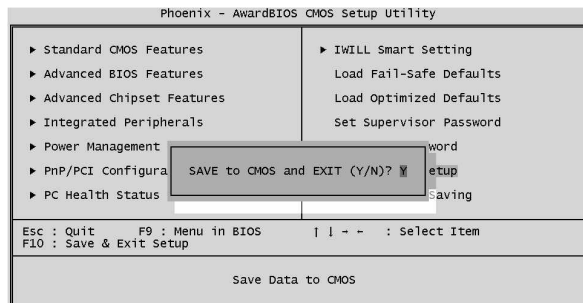 Phoenix - AwardBIOS CMOS Setup Utility
▶ Standard CMOS Features
▶ Advanced BIOS Features
▶ Advanced Chipset Features
▶ Integrated Peripherals
▶ Power Management
▶ PnP/PCI Configura
▶ PC Health Status
▶ IWILL Smart Setting
Load Fail-Safe Defaults
Load Optimized Defaults
Set Supervisor Password
word
etup
Saving
SAVE to CMOS and EXIT (Y/N)? Y
Esc : Quit F9 : Menu in BIOS ↑ ↓ → ← : Select Item
F10 : Save & Exit Setup
Save Data to CMOS